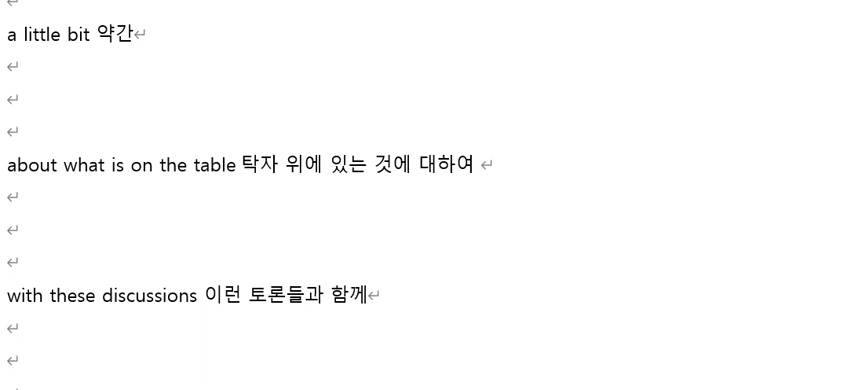 a little bit 약간
about what is on the table 탁자 위에 있는 것에 대하여
with these discussions 이런 토론들과 함께